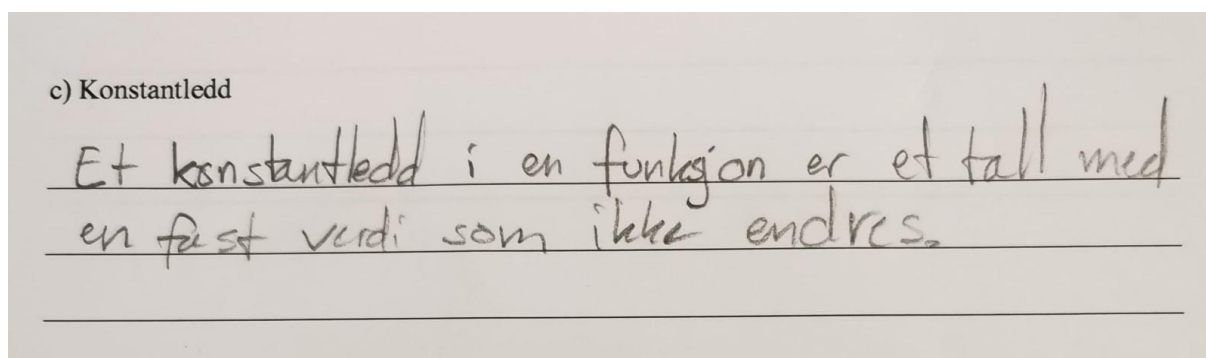 c) Konstantledd
Et konstantledd i en funksjon er et tall med
en fast verdi som ikke endres.